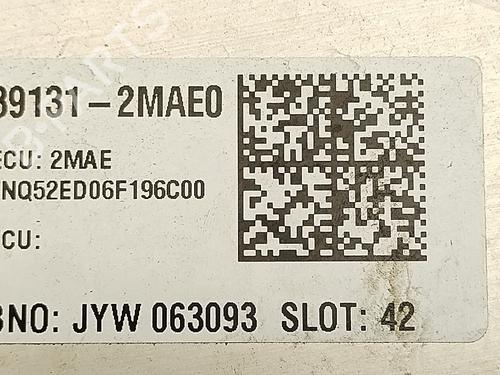 39131-2MAE0
ECU: 2MAE
NQ52ED06F196C00
CU:
BNO: JYW 063093 SLOT: 42